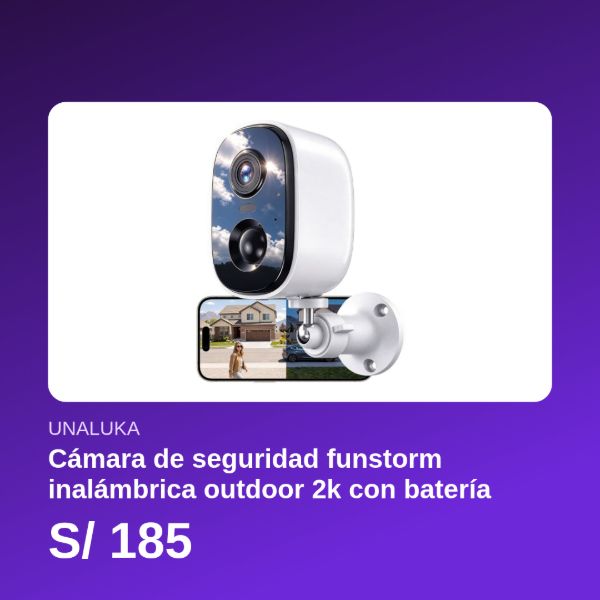 UNALUKA
Cámara de seguridad funstorm
inalámbrica outdoor 2k con batería
S/ 185